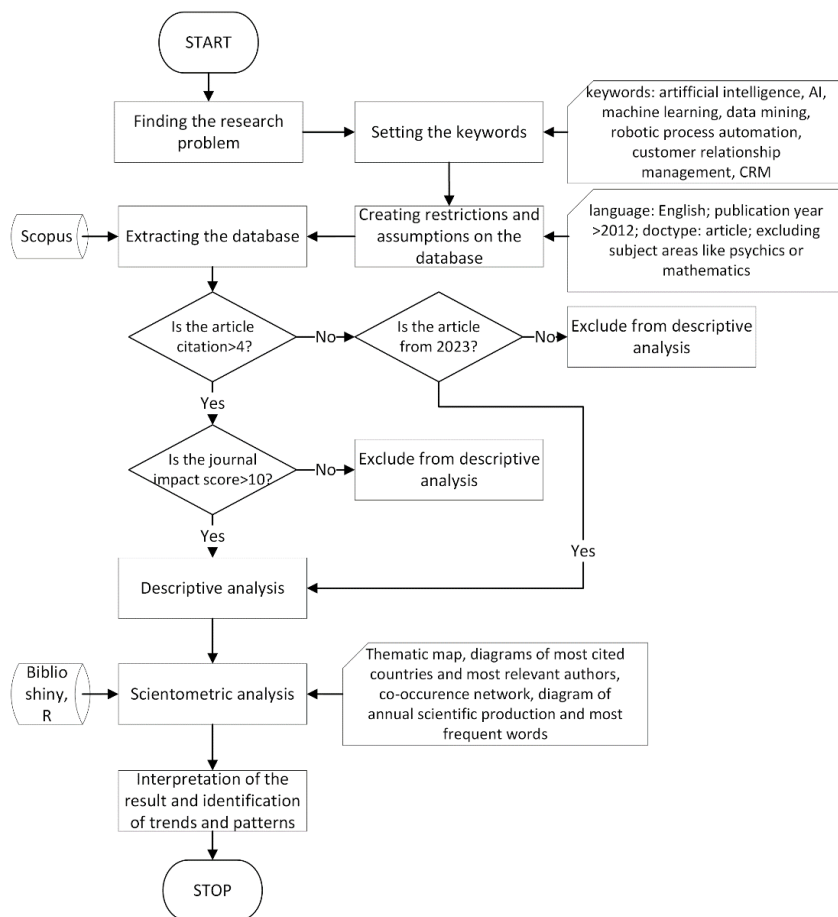 START
Finding the research
problem
Setting the keywords
keywords: artifficial intelligence, AI,
machine learning, data mining,
robotic process automation,
customer relationship
management, CRM
Scopus
Extracting the database
Creating restrictions and
assumptions on the
database
language: English; publication year
>2012; doctype: article; excluding
subject areas like psychics or
mathematics
Is the article
citation>4?
No
Is the article
from 2023?
No
Exclude from descriptive
analysis
Yes
Is the journal
impact score>10?
No
Exclude from descriptive
analysis
Yes
Yes
Descriptive analysis
Biblio
shiny,
R
Scientometric analysis
Thematic map, diagrams of most cited
countries and most relevant authors,
co-occurence network, diagram of
annual scientific production and most
frequent words
Interpretation of the
result and identification
of trends and patterns
STOP